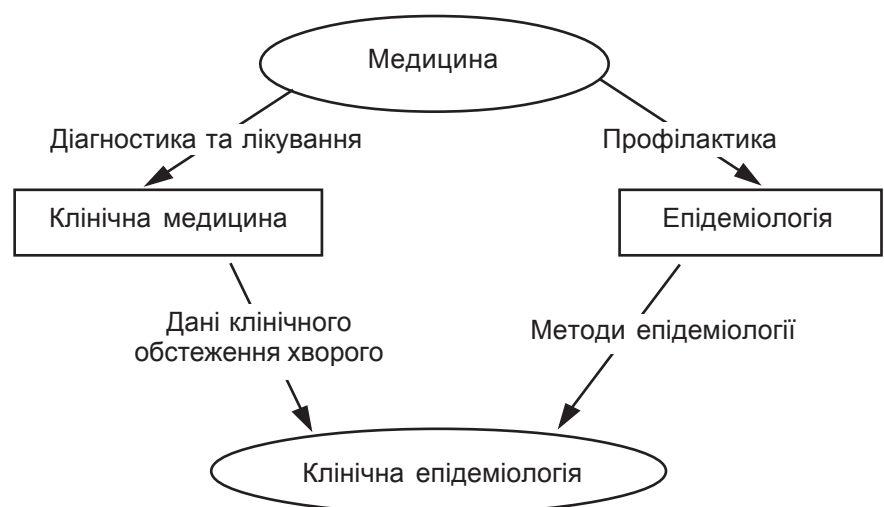 Медицина
Діагностика та лікування
Профілактика
Клінічна медицина
Епідеміологія
Дані клінічного
обстеження хворого
Методи епідеміології
Клінічна епідеміологія